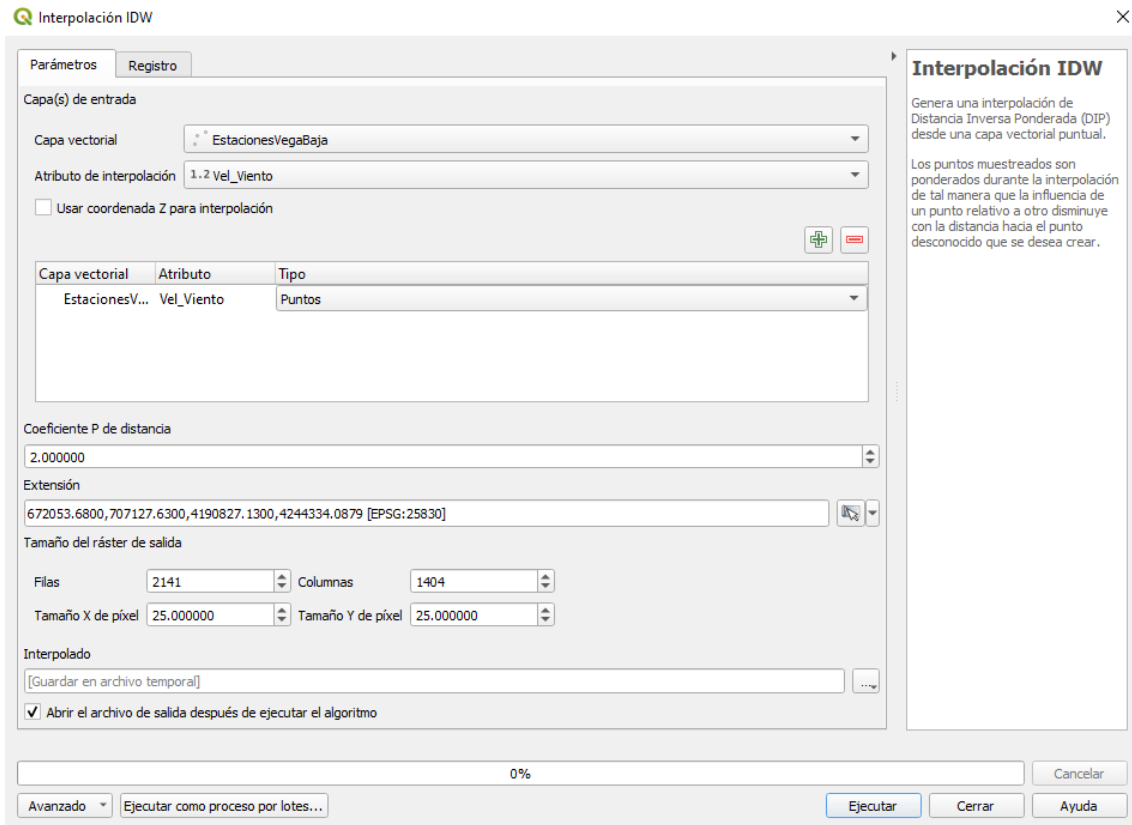 Interpolación IDW
Parámetros
Registro
Capa(s) de entrada
Capa vectorial
EstacionesVegaBaja
Atributo de interpolación
1.2 Vel_Viento
Usar coordenada Z para interpolación
Capa vectorial Atributo Tipo
EstacionesV... Vel_Viento Puntos
Coeficiente P de distancia
2.000000
Extensión
672053.6800,707127.6300,4190827.1300,4244334.0879 [EPSG:25830]
Tamaño del ráster de salida
Filas 2141 Columnas 1404
Tamaño X de píxel 25.000000 Tamaño Y de píxel 25.000000
Interpolado
[Guardar en archivo temporal]
...
Abrir el archivo de salida después de ejecutar el algoritmo
Interpolación IDW
Genera una interpolación de
Distancia Inversa Ponderada (DIP)
desde una capa vectorial puntual.
Los puntos muestreados son
ponderados durante la interpolación
de tal manera que la influencia de
un punto relativo a otro disminuye
con la distancia hacia el punto
desconocido que se desea crear.
0%
Cancelar
Avanzado
Ejecutar como proceso por lotes...
Ejecutar
Cerrar
Ayuda